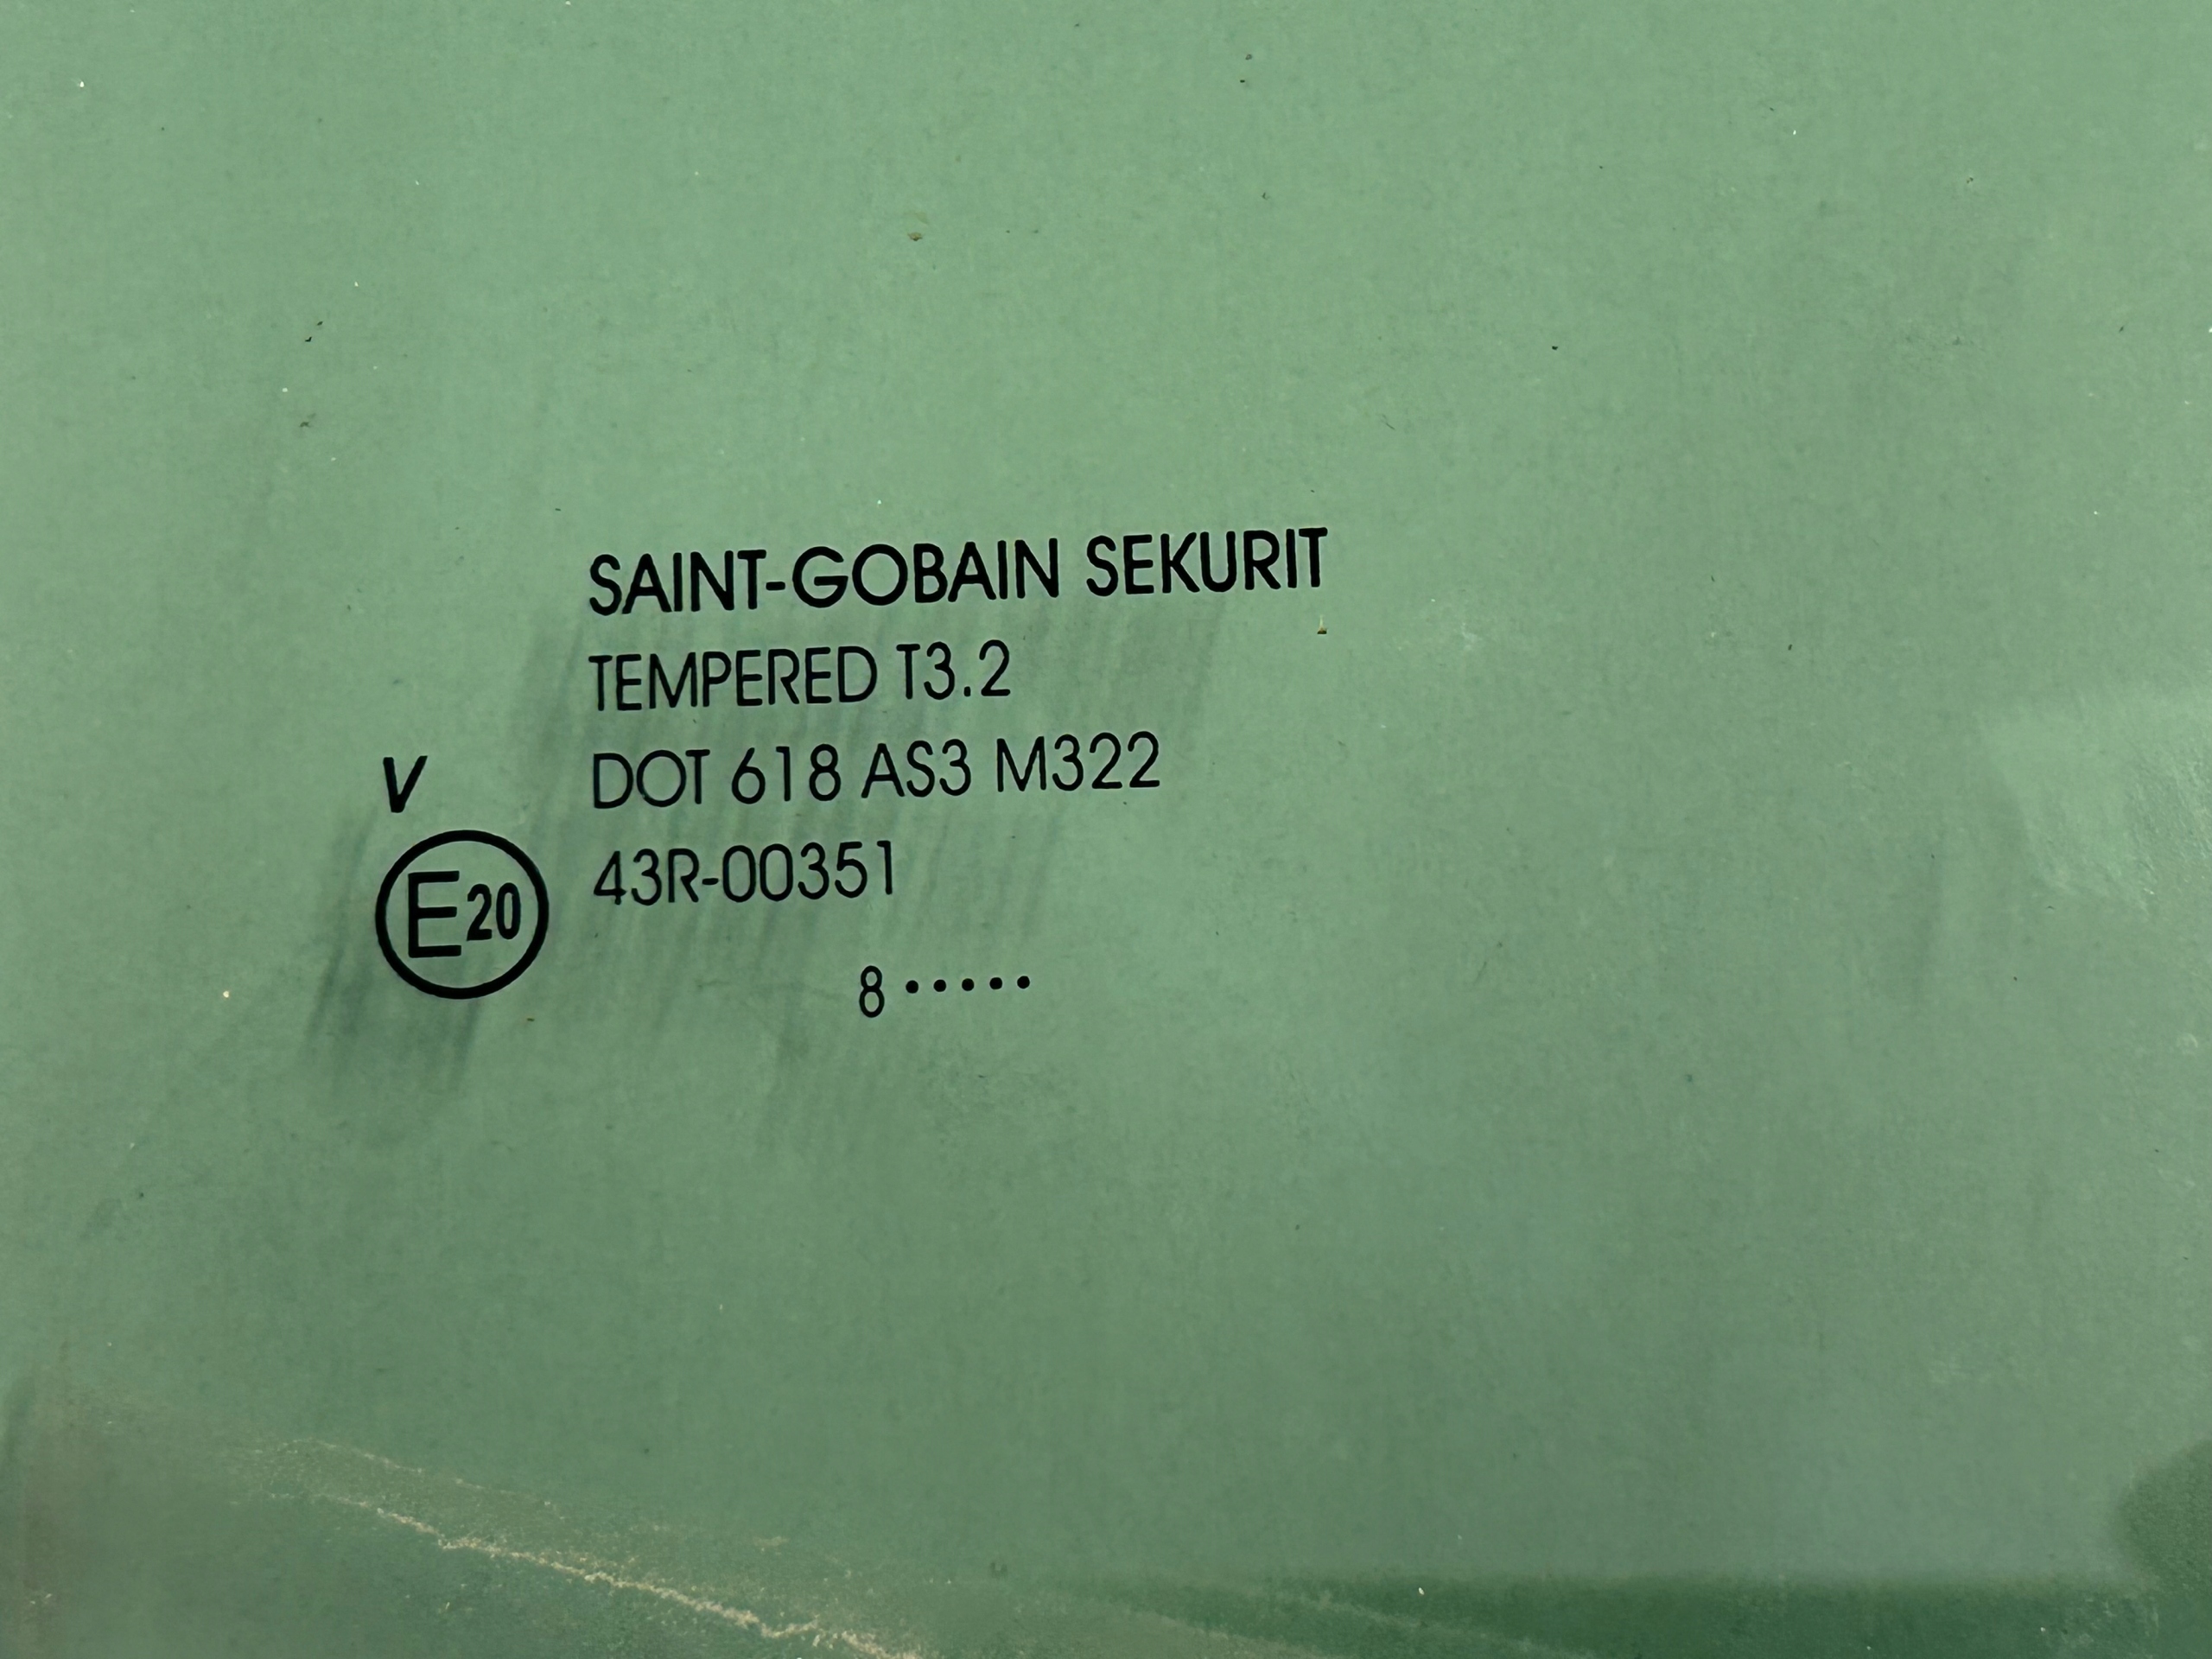 SAINT-GOBAIN SEKURIT
TEMPERED T3.2
V DOT 618 AS3 M322
E20 43R-00351
8 •••••